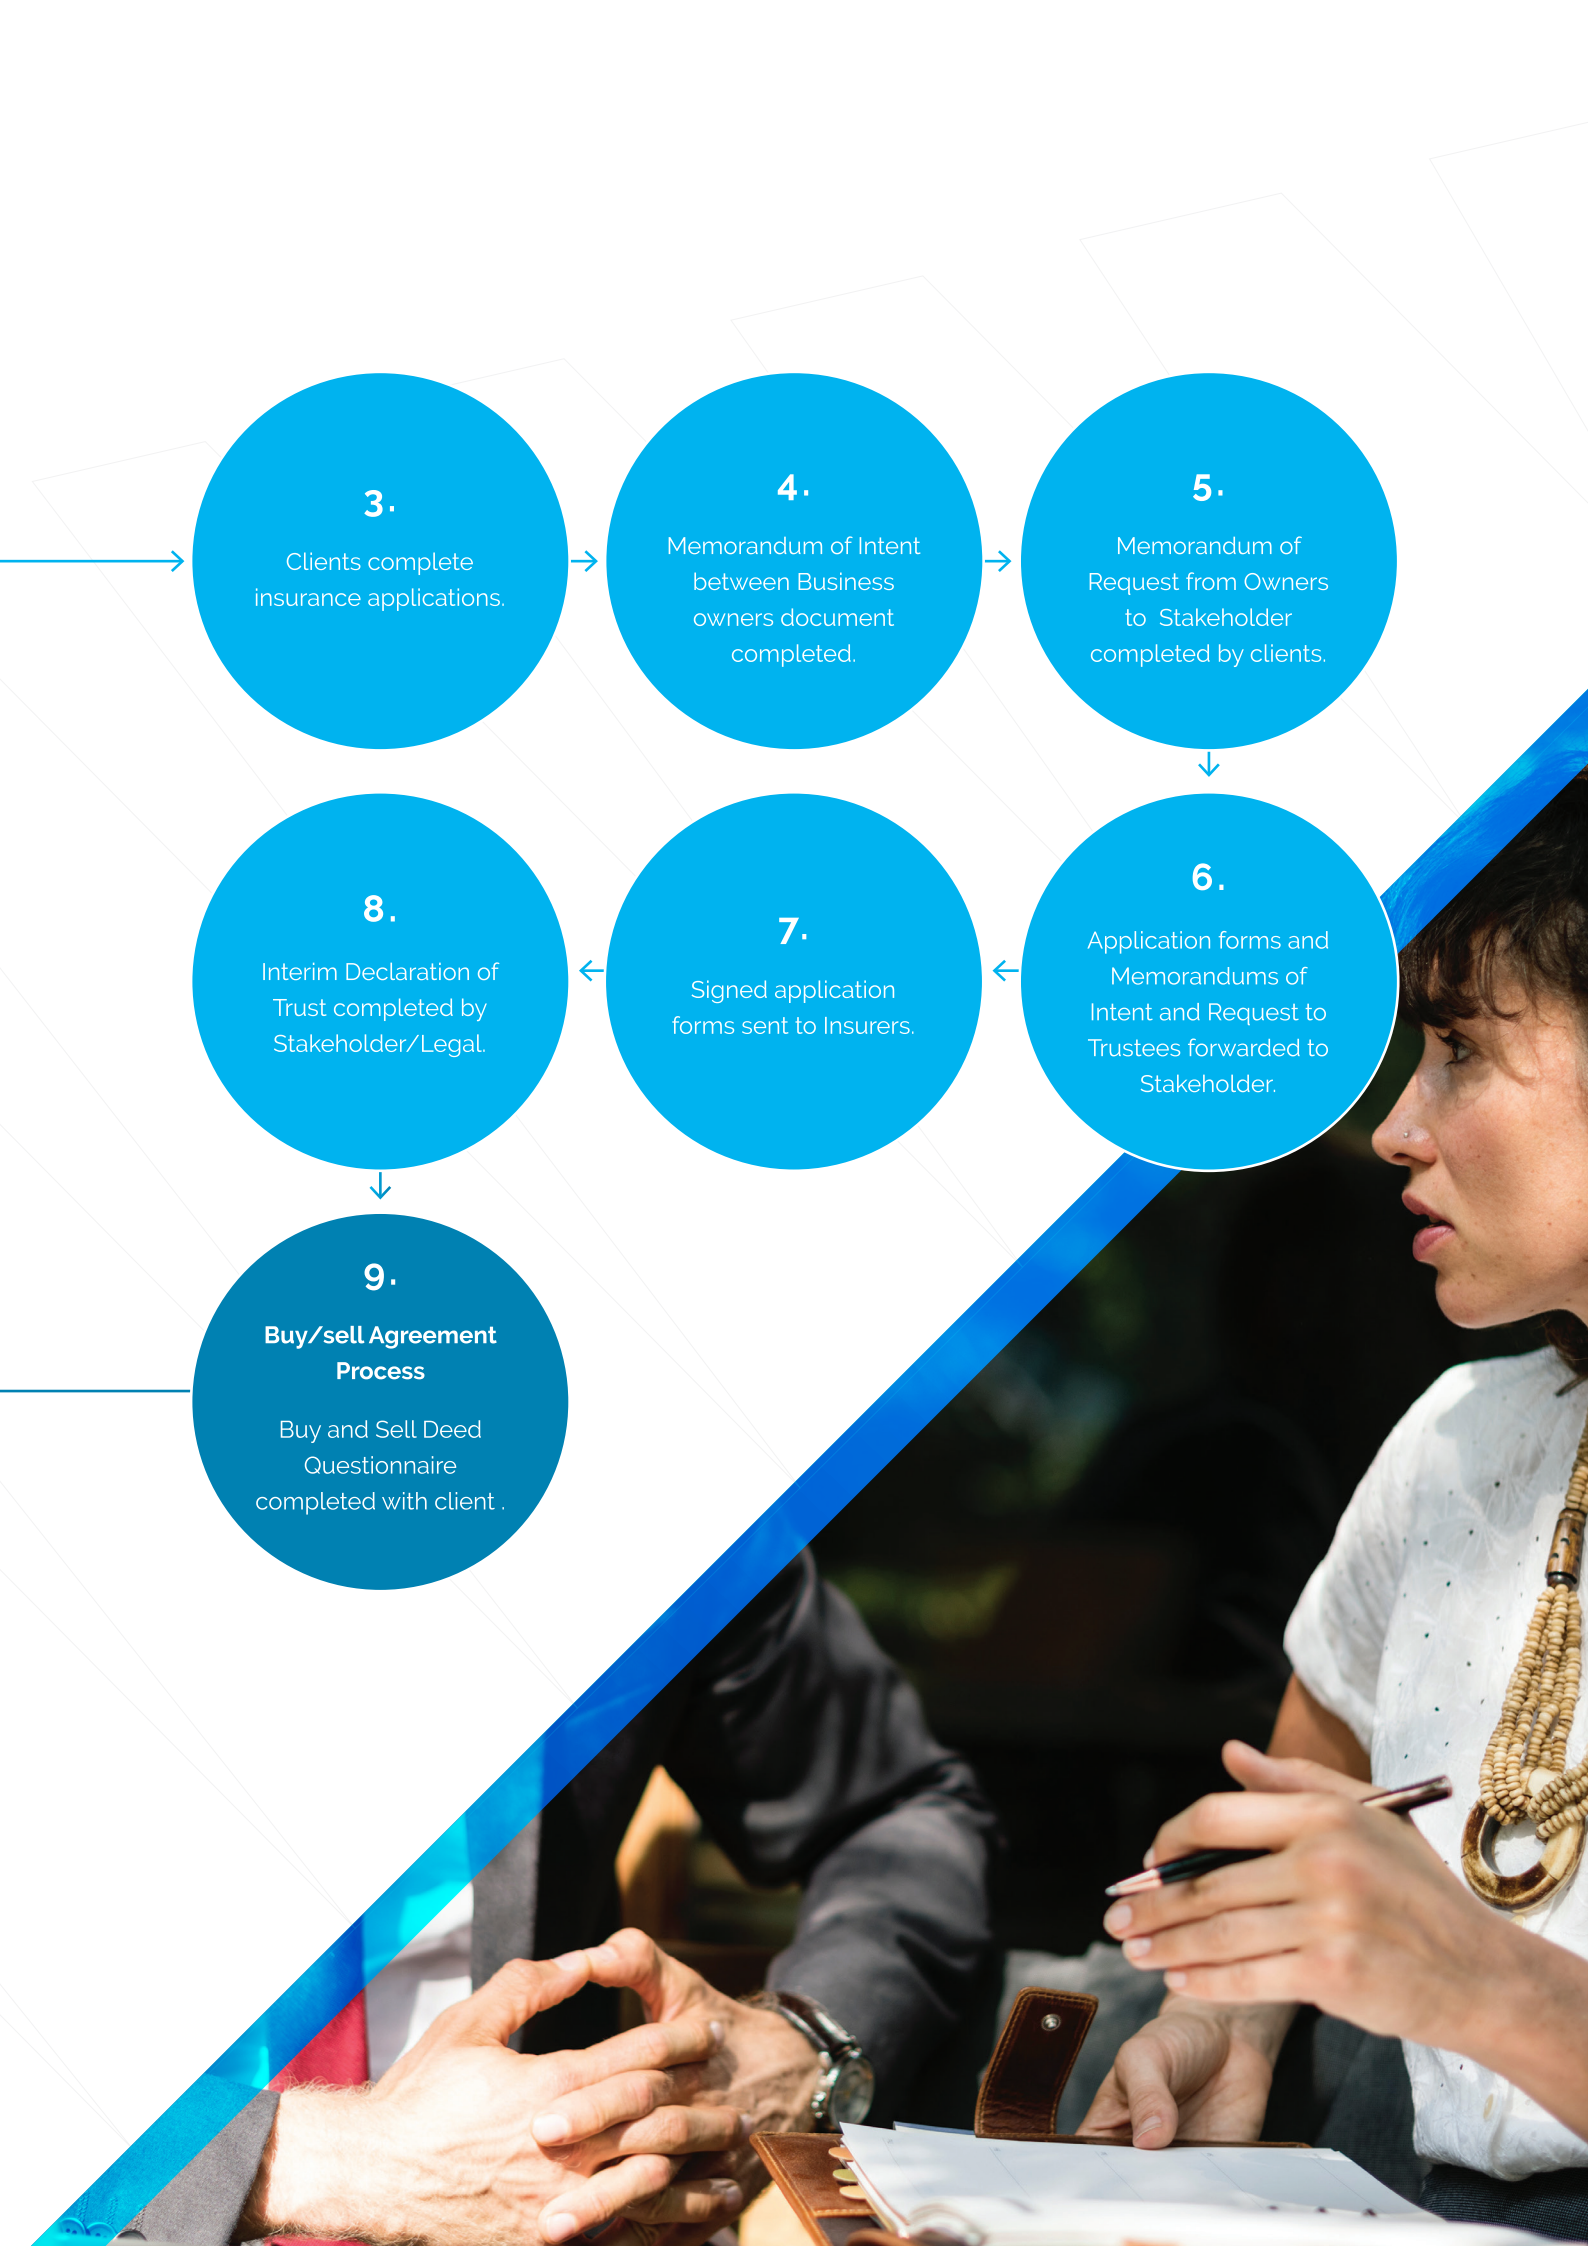 3.
Clients complete
insurance applications.
4.
Memorandum of Intent
between Business
owners document
completed.
5.
Memorandum of
Request from Owners
to  Stakeholder
completed by clients.
6.
Application forms and
Memorandums of
Intent and Request to
Trustees forwarded to
Stakeholder.
7.
Signed application
forms sent to Insurers.
8.
Interim Declaration of
Trust completed by
Stakeholder/Legal.
9.
Buy/sell Agreement
Process
Buy and Sell Deed
Questionnaire
completed with client .